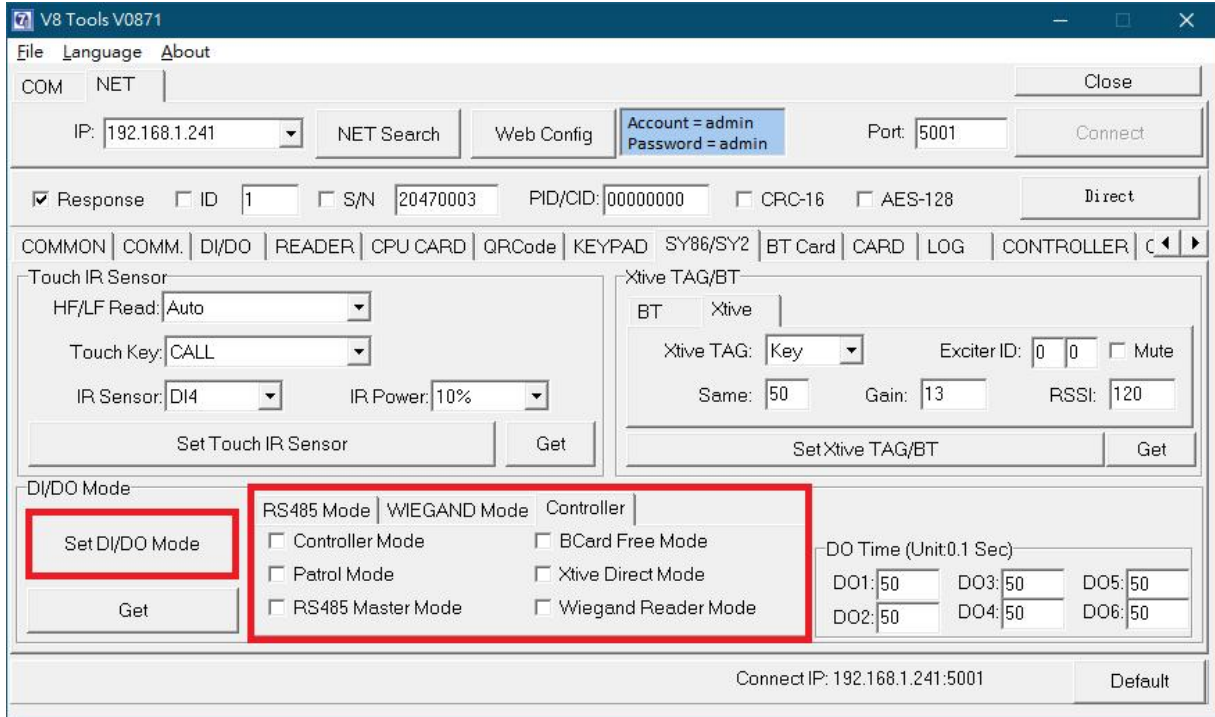 V8 Tools V0871
File Language About
COM NET Close
IP: 192.168.1.241 NET Search Web Config Account = admin
Password = admin Port: 5001 Connect
Response ID 1 S/N 20470003 PID/CID: 00000000 CRC-16 AES-128 Direct
COMMON COMM. DI/DO READER CPU CARD QRCode KEYPAD SY86/SY2 BT Card CARD LOG CONTROLLER
Touch IR Sensor
HF/LF Read: Auto
Touch Key: CALL
IR Sensor: DI4 IR Power: 10%
Set Touch IR Sensor Get
Xtive TAG/BT
BT Xtive
Xtive TAG: Key Exciter ID: 0 0 Mute
Same: 50 Gain: 13 RSSI: 120
Set Xtive TAG/BT Get
DI/DO Mode
Set DI/DO Mode
Get
RS485 Mode WIEGAND Mode Controller
Controller Mode BCard Free Mode
Patrol Mode Xtive Direct Mode
RS485 Master Mode Wiegand Reader Mode
DO Time (Unit:0.1 Sec)
DO1: 50 DO3: 50 DO5: 50
DO2: 50 DO4: 50 DO6: 50
Connect IP: 192.168.1.241:5001 Default